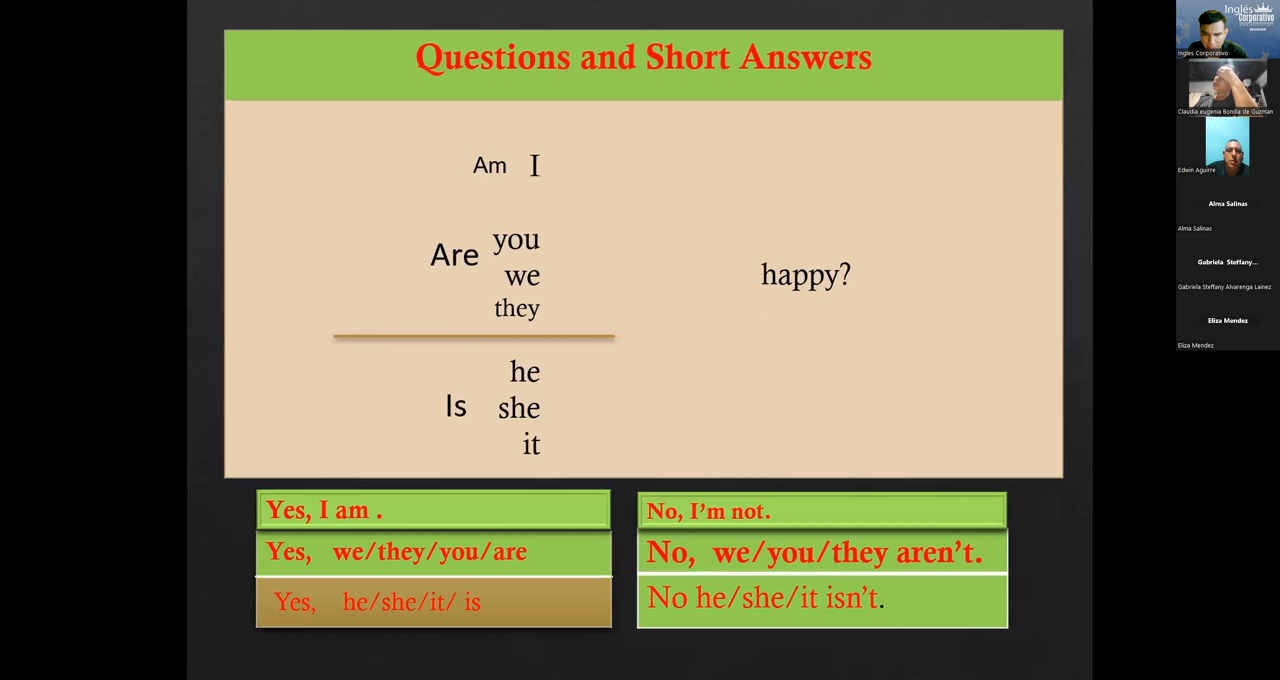 Questions and Short Answers
Am I
Are you
we
they
happy?
he
Is she
it
Yes, I am .
No, I’m not.
Yes, we/they/you/are
No, we/you/they aren’t.
Yes, he/she/it/ is
No he/she/it isn’t.
Inglés
Corporativo
BEGINNER
Ingles Corporativo
Claudia eugenia Bonilla de Guzman
Edwin Aguirre
Alma Salinas
Alma Salinas
Gabriela Steffany...
Gabriela Steffany Alvarenga Lainez
Eliza Mendez
Eliza Mendez